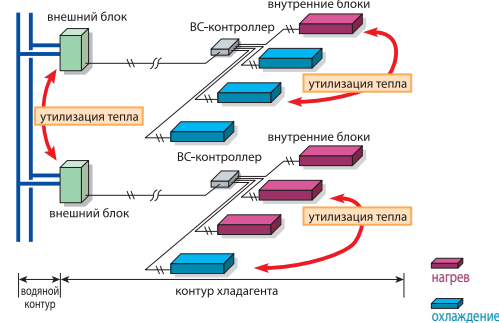 внутренние блоки
внешний блок
ВС-контроллер
утилизация тепла
утилизация тепла
внутренние блоки
ВС-контроллер
внешний блок
утилизация тепла
нагрев
водяной
контур
контур хладагента
охлаждение